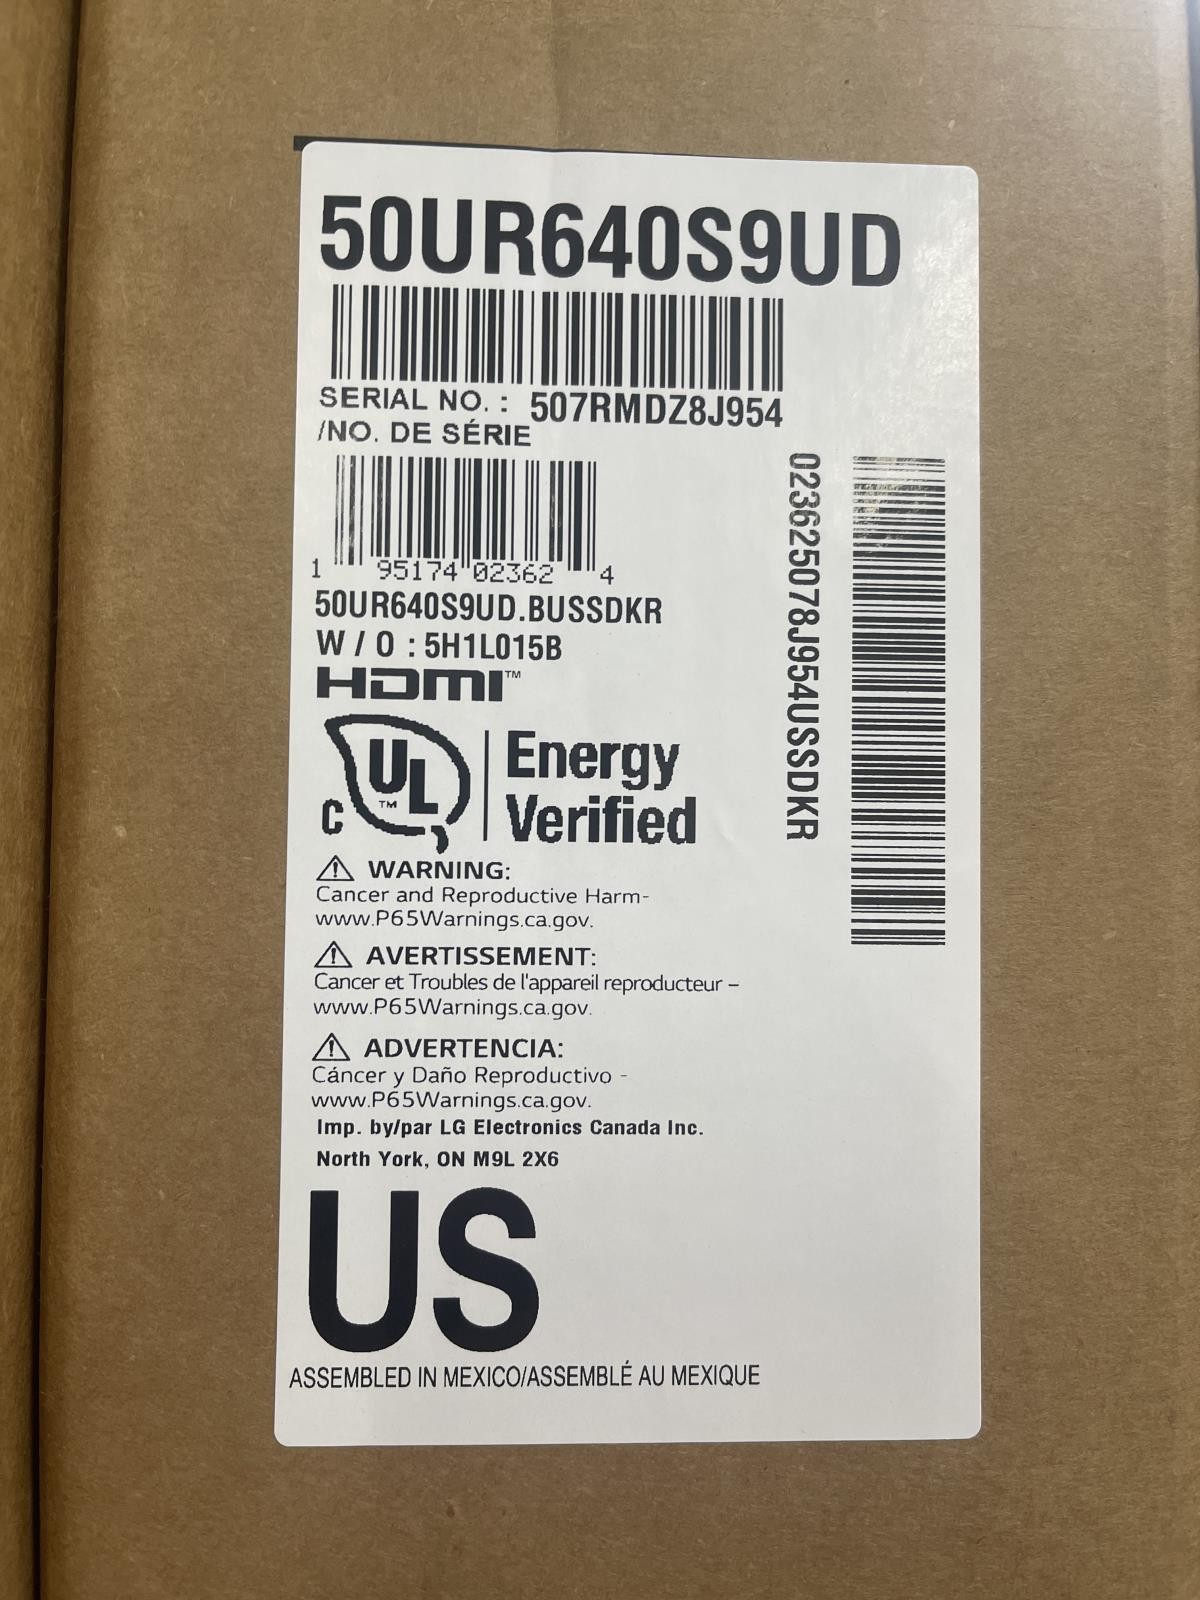 50UR640S9UD
SERIAL NO. : 507RMDZ8J954
/NO. DE SÉRIE
1 95174 02362 4
50UR640S9UD.BUSSDKR
W / O : 5H1L015B
HDMI™
C UL™ Energy
Verified
⚠ WARNING:
Cancer and Reproductive Harm-
www.P65Warnings.ca.gov.
⚠ AVERTISSEMENT:
Cancer et Troubles de l'appareil reproducteur –
www.P65Warnings.ca.gov.
⚠ ADVERTENCIA:
Cáncer y Daño Reproductivo -
www.P65Warnings.ca.gov.
Imp. by/par LG Electronics Canada Inc.
North York, ON M9L 2X6
US
ASSEMBLED IN MEXICO/ASSEMBLÉ AU MEXIQUE
023625078J954USSDKR